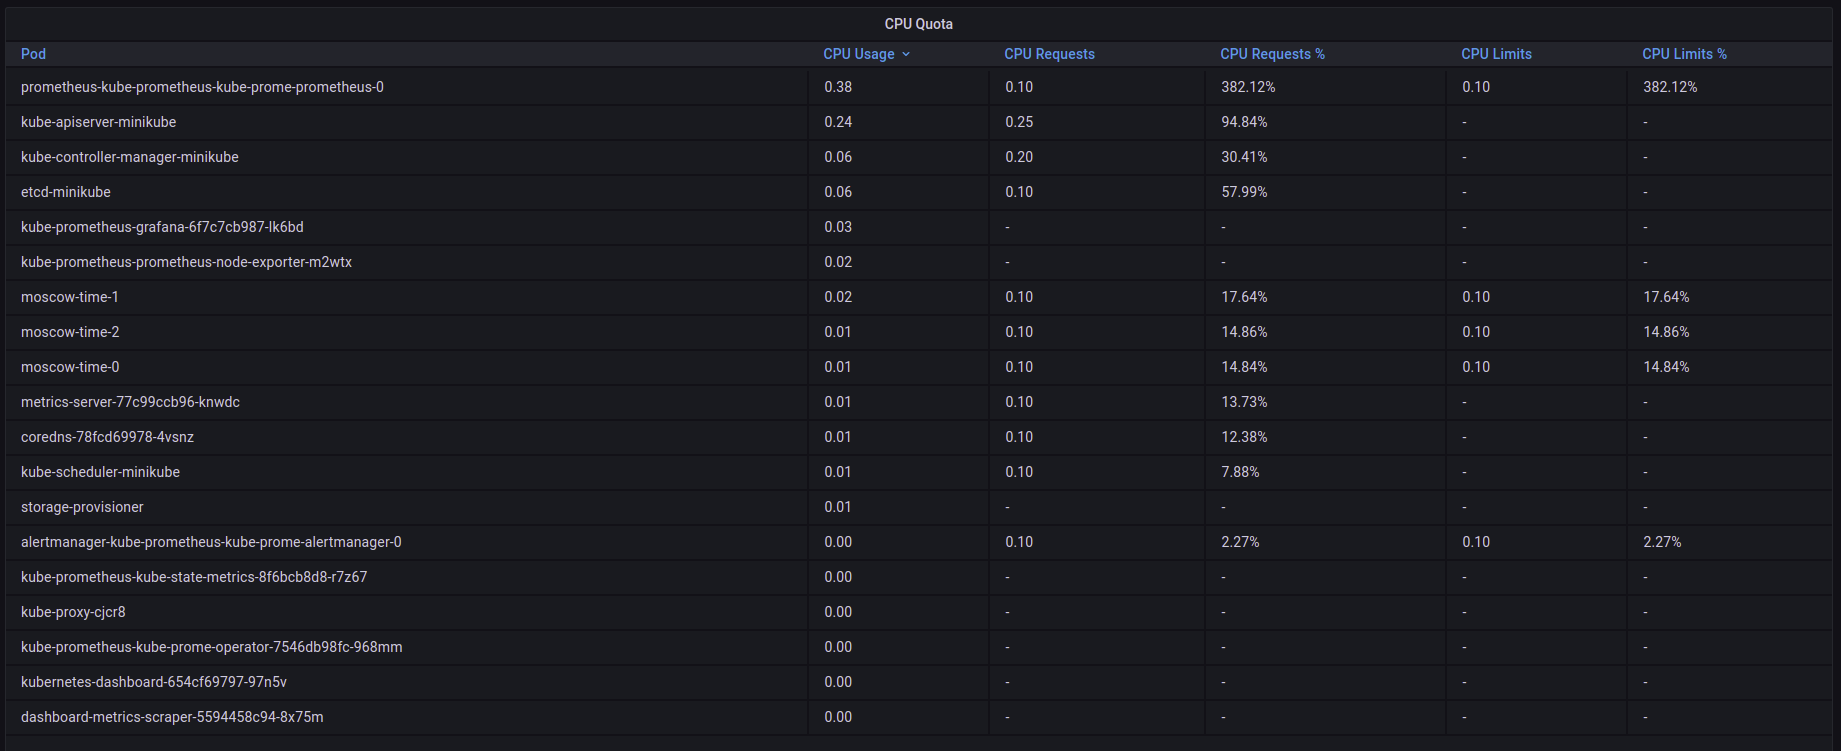 CPU Quota
Pod CPU Usage CPU Requests CPU Requests % CPU Limits CPU Limits %
prometheus-kube-prometheus-kube-prome-prometheus-0 0.38 0.10 382.12% 0.10 382.12%
kube-apiserver-minikube 0.24 0.25 94.84% - -
kube-controller-manager-minikube 0.06 0.20 30.41% - -
etcd-minikube 0.06 0.10 57.99% - -
kube-prometheus-grafana-6f7c7cb987-lk6bd 0.03 - - - -
kube-prometheus-prometheus-node-exporter-m2wtx 0.02 - - - -
moscow-time-1 0.02 0.10 17.64% 0.10 17.64%
moscow-time-2 0.01 0.10 14.86% 0.10 14.86%
moscow-time-0 0.01 0.10 14.84% 0.10 14.84%
metrics-server-77c99ccb96-knwdc 0.01 0.10 13.73% - -
coredns-78fcd69978-4vsnz 0.01 0.10 12.38% - -
kube-scheduler-minikube 0.01 0.10 7.88% - -
storage-provisioner 0.01 - - - -
alertmanager-kube-prometheus-kube-prome-alertmanager-0 0.00 0.10 2.27% 0.10 2.27%
kube-prometheus-kube-state-metrics-8f6bcb8d8-r7z67 0.00 - - - -
kube-proxy-cjcr8 0.00 - - - -
kube-prometheus-kube-prome-operator-7546db98fc-968mm 0.00 - - - -
kubernetes-dashboard-654cf69797-97n5v 0.00 - - - -
dashboard-metrics-scraper-5594458c94-8x75m 0.00 - - - -